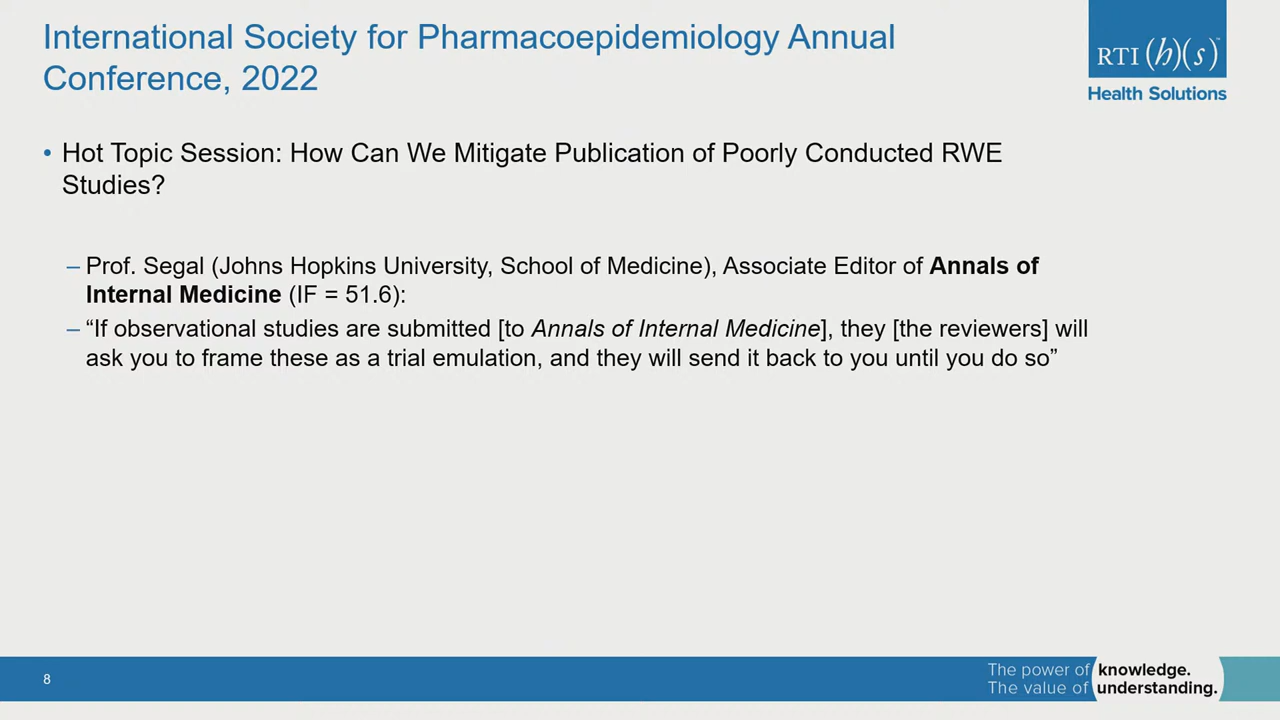 International Society for Pharmacoepidemiology Annual
Conference, 2022
RTI (h)(s)™
Health Solutions
• Hot Topic Session: How Can We Mitigate Publication of Poorly Conducted RWE
Studies?
– Prof. Segal (Johns Hopkins University, School of Medicine), Associate Editor of Annals of
Internal Medicine (IF = 51.6):
– “If observational studies are submitted [to Annals of Internal Medicine], they [the reviewers] will
ask you to frame these as a trial emulation, and they will send it back to you until you do so”
8
The power of knowledge.
The value of understanding.